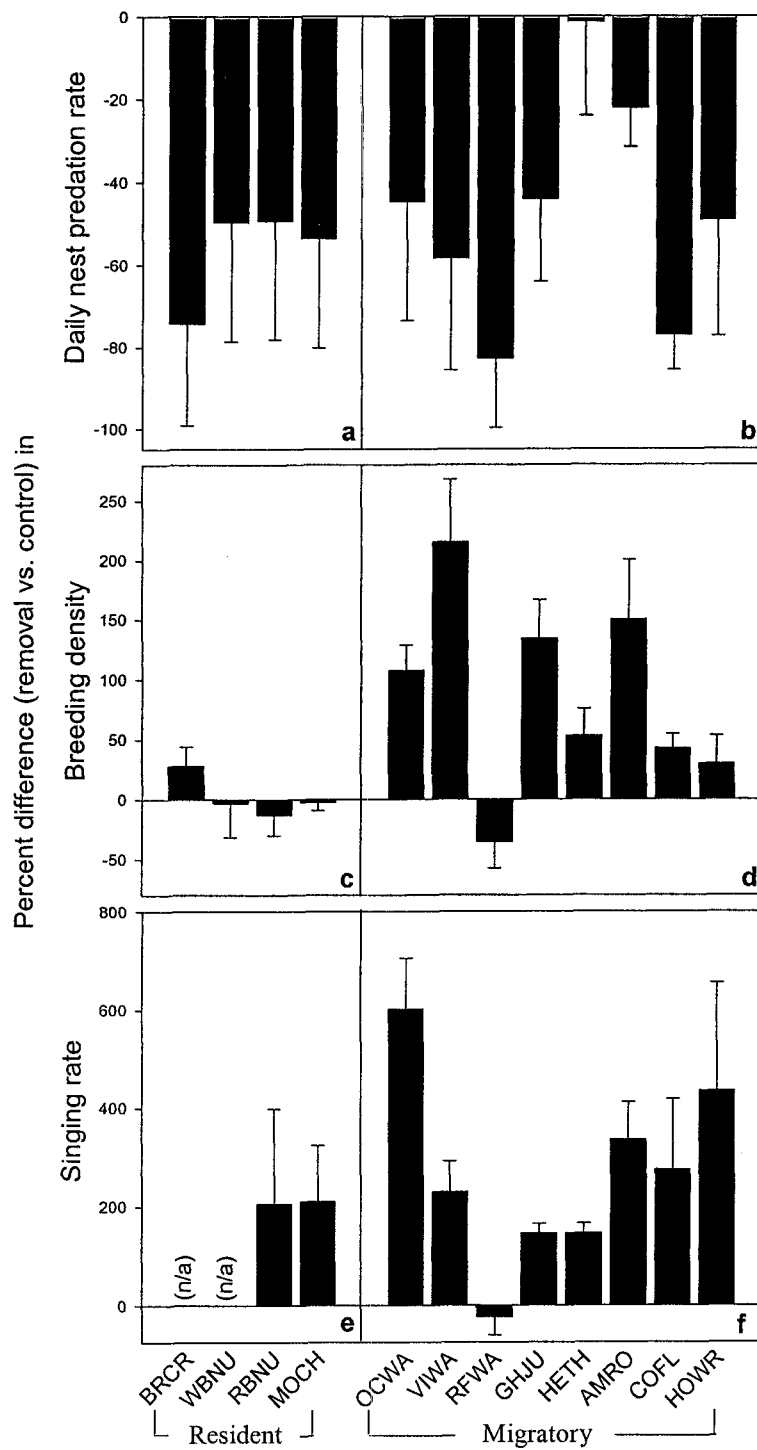 Percent difference (removal vs. control) in
Daily nest predation rate
0
-20
-40
-60
-80
-100
a
b
Breeding density
250
200
150
100
50
0
-50
c
d
Singing rate
800
600
400
200
0
(n/a)
(n/a)
e
f
BRCR
WBNU
RBNU
MOCH
OCWA
VIWA
RFWA
GHJU
HETH
AMRO
COFL
HOWR
Resident
Migratory